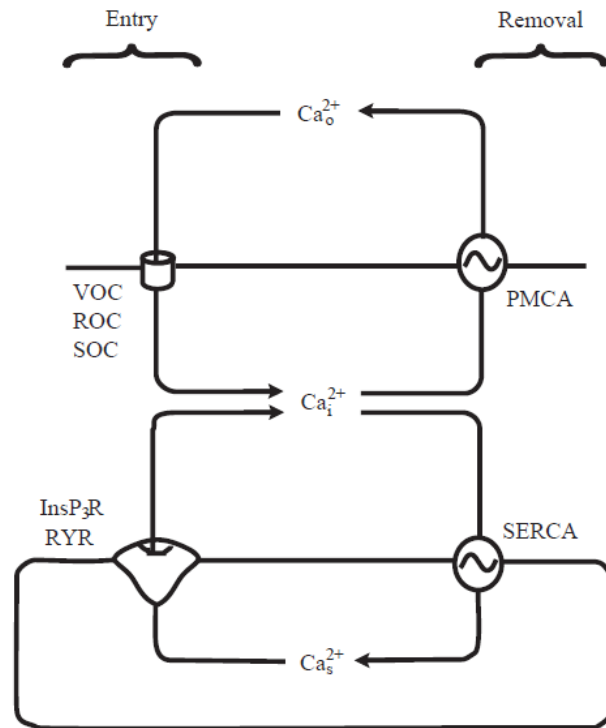 Entry
Removal
Ca²⁺ₒ
VOC
ROC
SOC
PMCA
Ca²⁺ᵢ
InsP₃R
RYR
SERCA
Ca²⁺ₛ